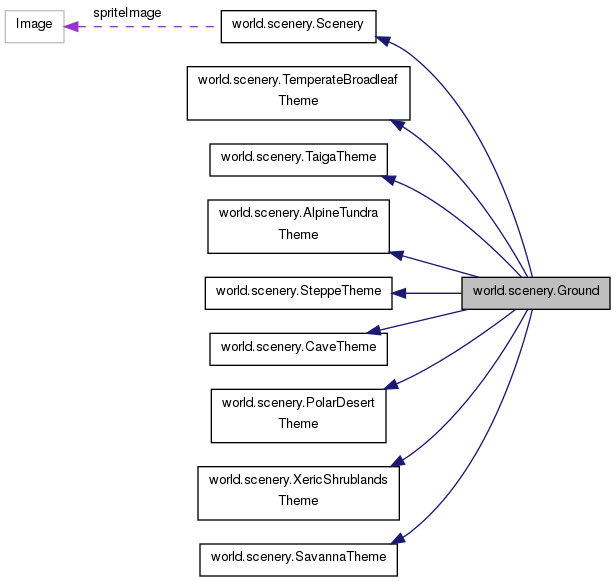 Image
spriteImage
world.scenery.Scenery
world.scenery.TemperateBroadleaf
Theme
world.scenery.TaigaTheme
world.scenery.AlpineTundra
Theme
world.scenery.SteppeTheme
world.scenery.Ground
world.scenery.CaveTheme
world.scenery.PolarDesert
Theme
world.scenery.XericShrublands
Theme
world.scenery.SavannaTheme